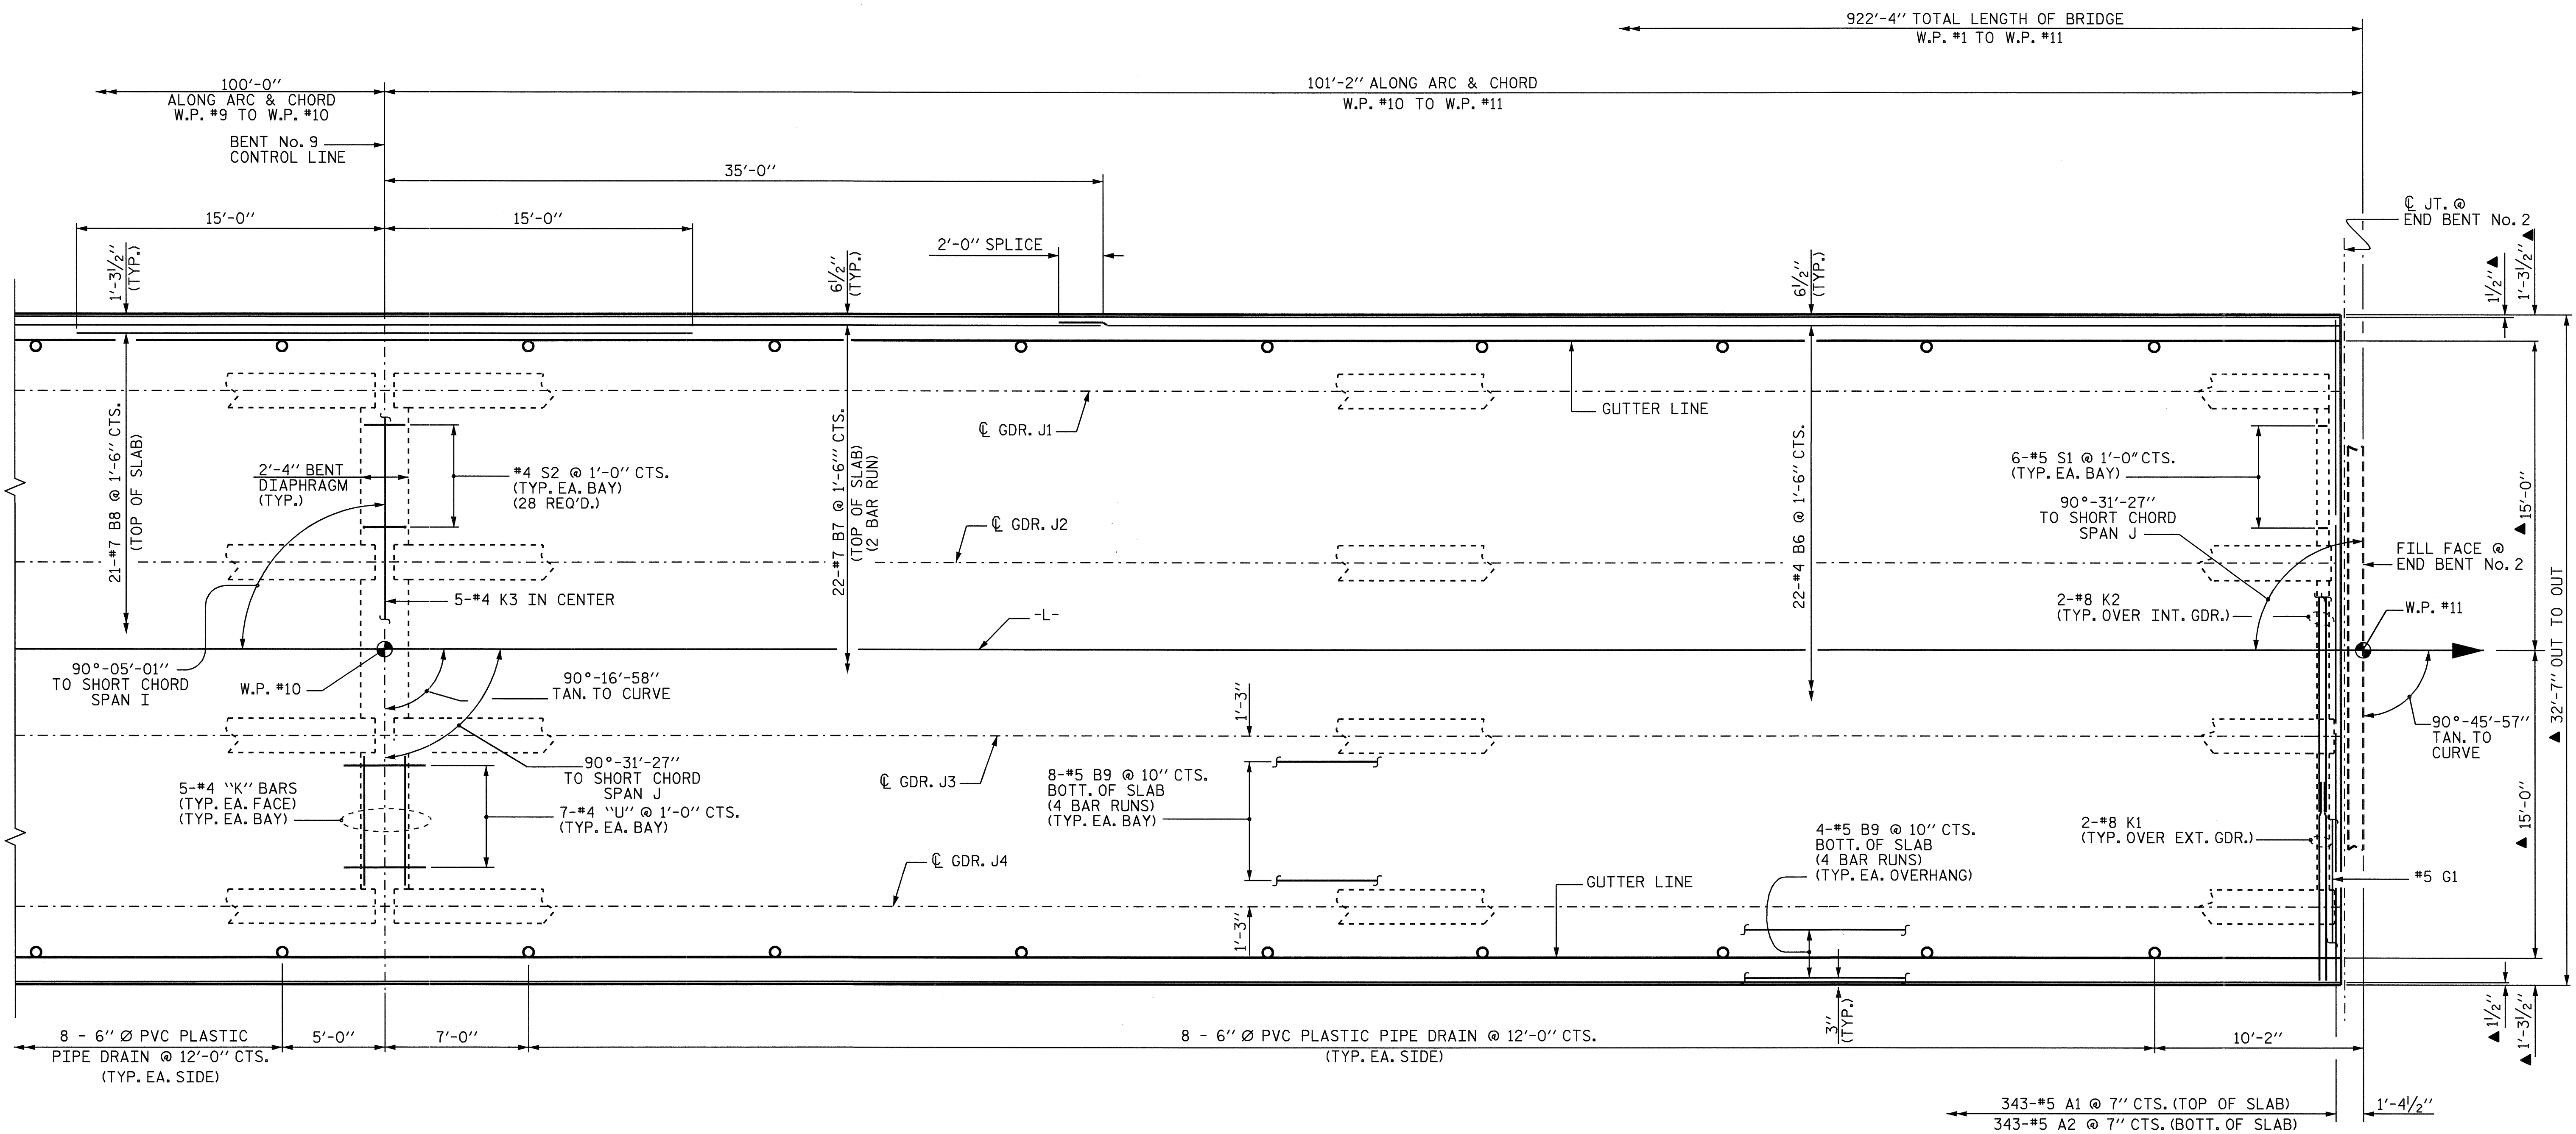 922'-4" TOTAL LENGTH OF BRIDGE
W.P. #1 TO W.P. #11
100'-0"
ALONG ARC & CHORD
W.P. #9 TO W.P. #10
101'-2" ALONG ARC & CHORD
W.P. #10 TO W.P. #11
BENT No. 9
CONTROL LINE
35'-0"
15'-0"
15'-0"
2'-0" SPLICE
℄ JT. @
END BENT No. 2
1'-3½"
(TYP.)
6½"
(TYP.)
6½"
(TYP.)
1½"▲
1'-3½"▲
21-#7 B8 @ 1'-6" CTS.
(TOP OF SLAB)
22-#7 B7 @ 1'-6''' CTS.
(TOP OF SLAB)
(2 BAR RUN)
22-#4 B6 @ 1'-6" CTS.
GUTTER LINE
℄ GDR. J1
2'-4" BENT
DIAPHRAGM
(TYP.)
#4 S2 @ 1'-0" CTS.
(TYP. EA. BAY)
(28 REQ'D.)
6-#5 S1 @ 1'-0" CTS.
(TYP. EA. BAY)
90°-31'-27"
TO SHORT CHORD
SPAN J
▲ 15'-0"
℄ GDR. J2
FILL FACE @
END BENT No. 2
5-#4 K3 IN CENTER
2-#8 K2
(TYP. OVER INT. GDR.)
-L-
W.P. #11
▲ 32'-7" OUT TO OUT
90°-05'-01"
TO SHORT CHORD
SPAN I
W.P. #10
90°-16'-58"
TAN. TO CURVE
1'-3"
90°-45'-57"
TAN. TO
CURVE
90°-31'-27"
TO SHORT CHORD
SPAN J
℄ GDR. J3
8-#5 B9 @ 10" CTS.
BOTT. OF SLAB
(4 BAR RUNS)
(TYP. EA. BAY)
5-#4 "K" BARS
(TYP. EA. FACE)
(TYP. EA. BAY)
7-#4 "U" @ 1'-0" CTS.
(TYP. EA. BAY)
4-#5 B9 @ 10" CTS.
BOTT. OF SLAB
(4 BAR RUNS)
(TYP. EA. OVERHANG)
2-#8 K1
(TYP. OVER EXT. GDR.)
▲ 15'-0"
℄ GDR. J4
GUTTER LINE
#5 G1
1'-3"
3"
(TYP.)
▲ 1½"
▲ 1'-3½"
8 - 6" Ø PVC PLASTIC
PIPE DRAIN @ 12'-0" CTS.
(TYP. EA. SIDE)
5'-0"
7'-0"
8 - 6" Ø PVC PLASTIC PIPE DRAIN @ 12'-0" CTS.
(TYP. EA. SIDE)
10'-2"
343-#5 A1 @ 7" CTS. (TOP OF SLAB)
343-#5 A2 @ 7" CTS. (BOTT. OF SLAB)
1'-4½"